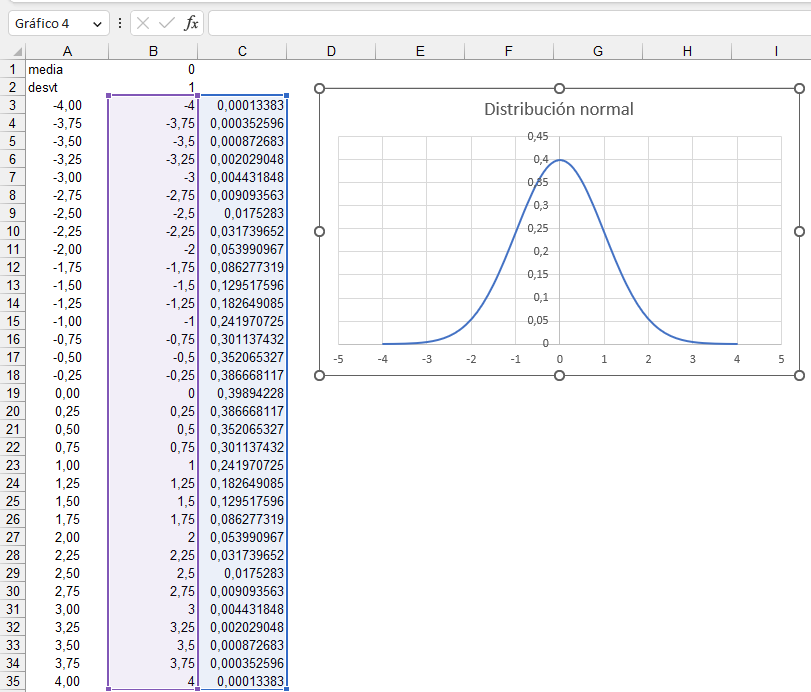 Gráfico 4 fx
A B C D E F G H I
1 media 0
2 desvt 1
3 -4,00 -4 0,00013383
4 -3,75 -3,75 0,000352596
5 -3,50 -3,5 0,000872683
6 -3,25 -3,25 0,002029048
7 -3,00 -3 0,004431848
8 -2,75 -2,75 0,009093563
9 -2,50 -2,5 0,0175283
10 -2,25 -2,25 0,031739652
11 -2,00 -2 0,053990967
12 -1,75 -1,75 0,086277319
13 -1,50 -1,5 0,129517596
14 -1,25 -1,25 0,182649085
15 -1,00 -1 0,241970725
16 -0,75 -0,75 0,301137432
17 -0,50 -0,5 0,352065327
18 -0,25 -0,25 0,386668117
19 0,00 0 0,39894228
20 0,25 0,25 0,386668117
21 0,50 0,5 0,352065327
22 0,75 0,75 0,301137432
23 1,00 1 0,241970725
24 1,25 1,25 0,182649085
25 1,50 1,5 0,129517596
26 1,75 1,75 0,086277319
27 2,00 2 0,053990967
28 2,25 2,25 0,031739652
29 2,50 2,5 0,0175283
30 2,75 2,75 0,009093563
31 3,00 3 0,004431848
32 3,25 3,25 0,002029048
33 3,50 3,5 0,000872683
34 3,75 3,75 0,000352596
35 4,00 4 0,00013383
Distribución normal
0,45
0,4
0,35
0,3
0,25
0,2
0,15
0,1
0,05
0
-5 -4 -3 -2 -1 0 1 2 3 4 5